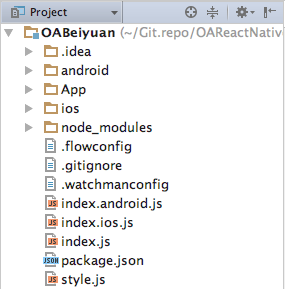 Project
OABeiyuan (~/Git.repo/OAReactNativ
.idea
android
App
ios
node_modules
.flowconfig
.gitignore
.watchmanconfig
index.android.js
index.ios.js
index.js
package.json
style.js